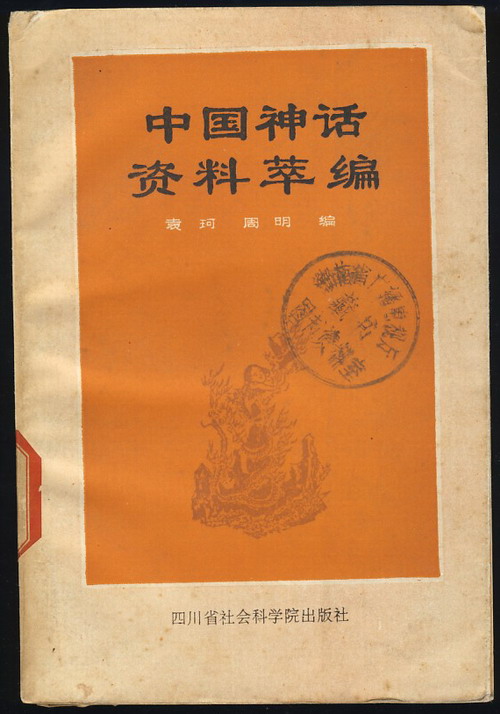 中国神话
资料萃编
袁珂 周明 编
四川省社会科学院出版社